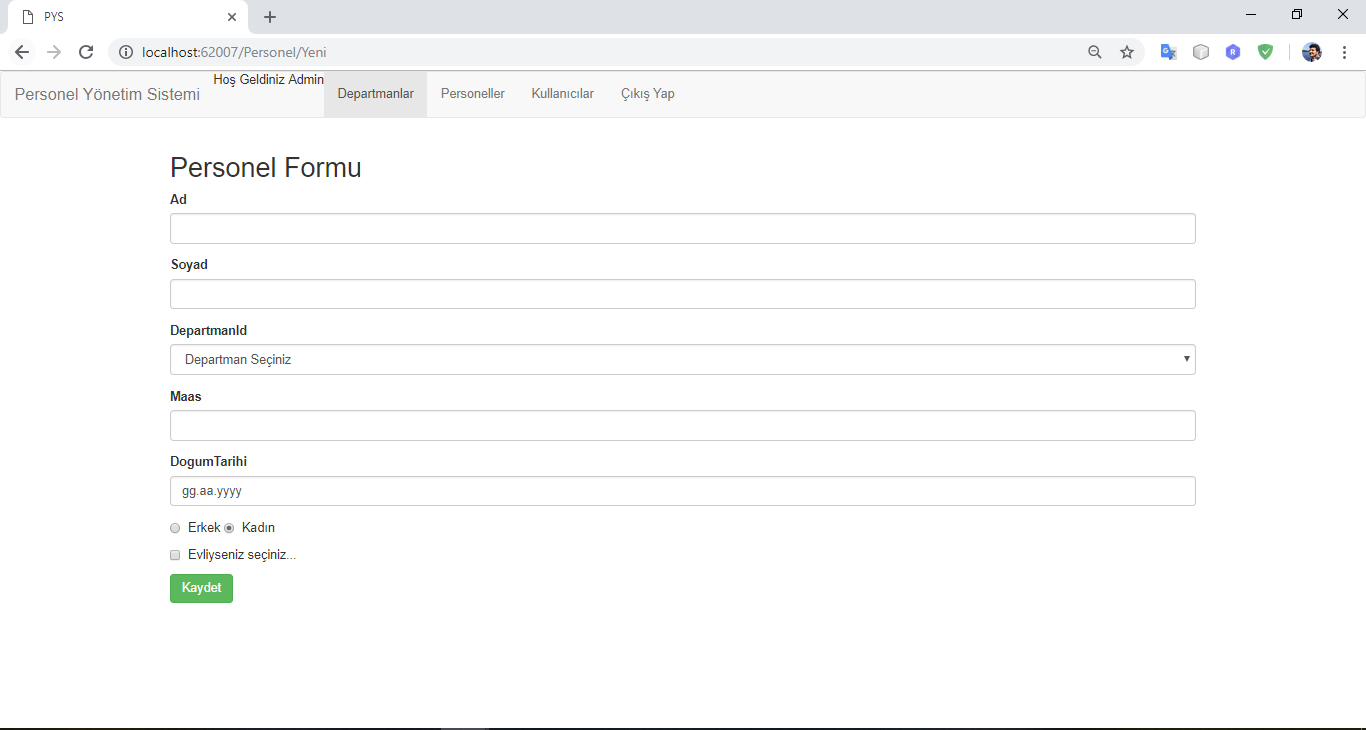 PYS
localhost:62007/Personel/Yeni
Personel Yönetim Sistemi
Hoş Geldiniz Admin
Departmanlar
Personeller
Kullanıcılar
Çıkış Yap
Personel Formu
Ad
Soyad
DepartmanId
Departman Seçiniz
Maas
DogumTarihi
gg.aa.yyyy
Erkek Kadın
Evliyseniz seçiniz...
Kaydet